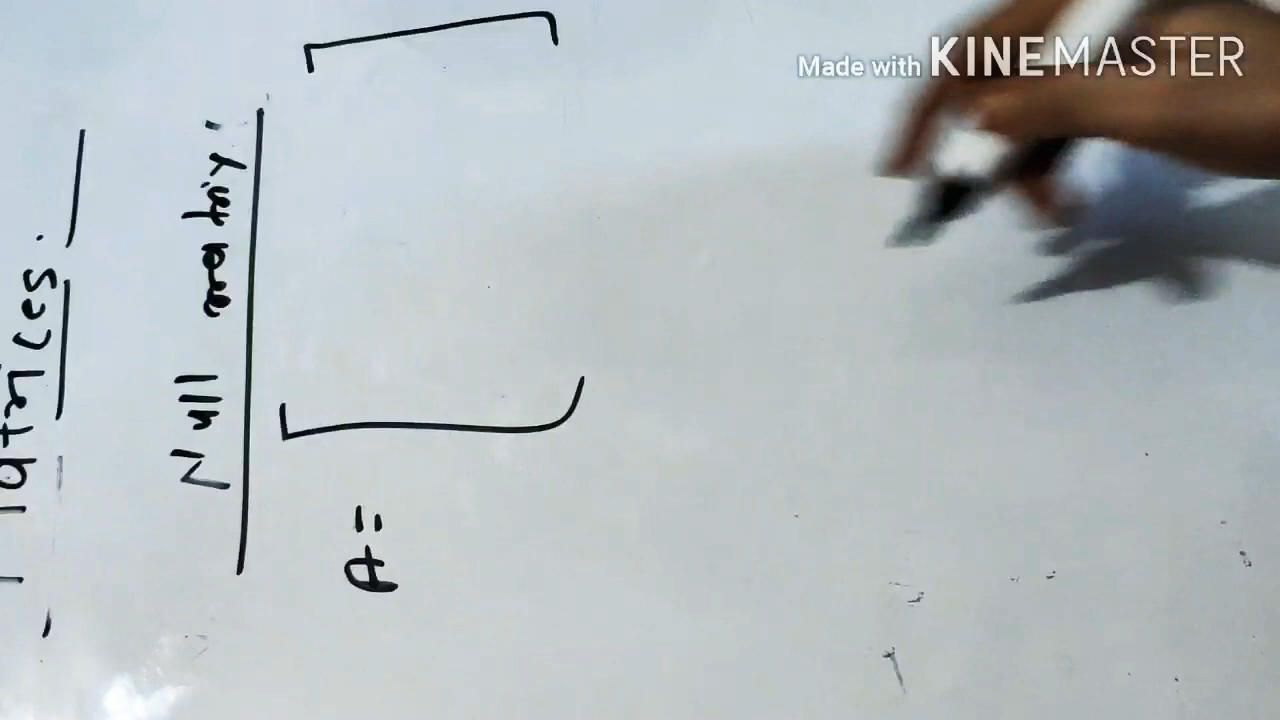 Matrices.
Null matrix,
A = [ ]
Made with KINEMASTER